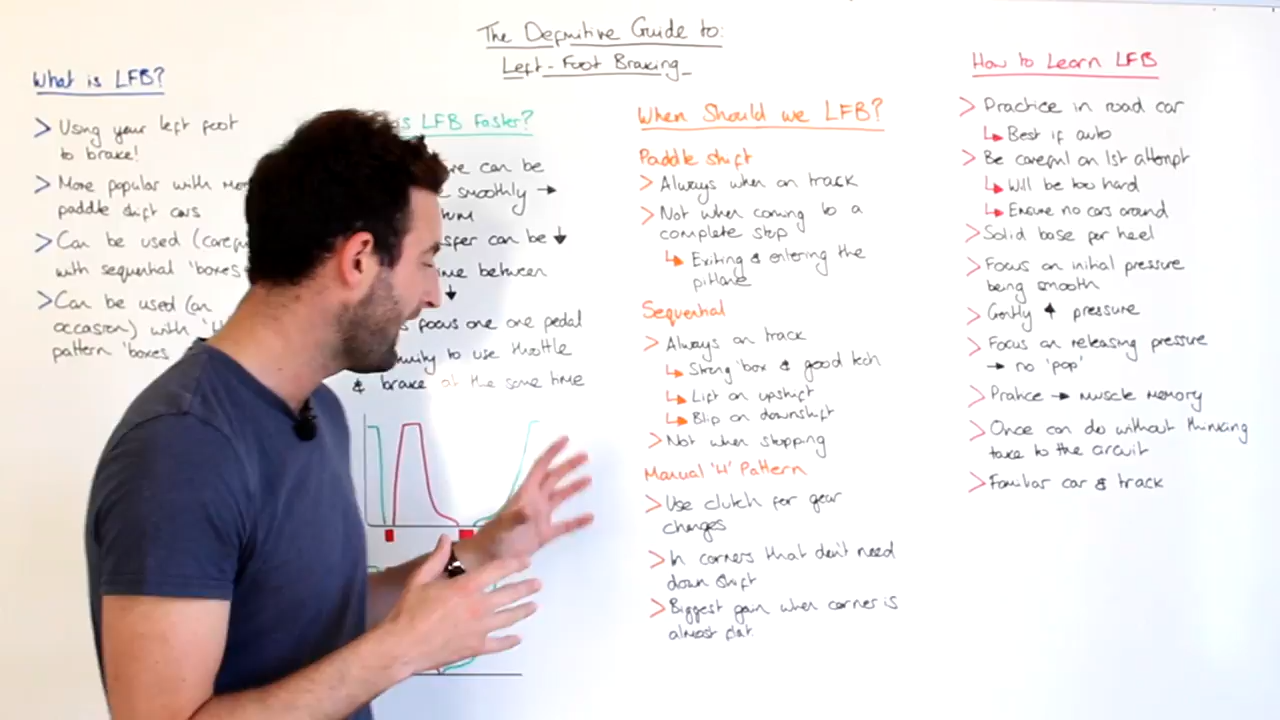 The Definitive Guide to:
Left-Foot Braking
What is LFB?
> Using your left foot
to brake!
> More popular with
paddle shift cars
> Can be used
with sequential 'boxes
> Can be used (on
occasion) with
pattern 'boxes
is LFB Faster?
can be
smoothly →
can be ↓
between
↓
focus one one pedal
to use throttle
& brake at the same time
When Should we LFB?
Paddle shift
> Always when on track
> Not when coming to a
complete stop
↳ Exiting & entering the
pitlane
Sequential
> Always on track
↳ Strong 'box & good tech
↳ Lift on upshift
↳ Blip on downshift
> Not when stopping
Manual 'H' Pattern
> Use clutch for gear
changes
> In corners that don't need
down shift
> Biggest gain when corner is
almost flat.
How to Learn LFB
> Practice in road car
↳ Best if auto
> Be careful on 1st attempt
↳ Will be too hard
↳ Ensure no cars around
> Solid base for heel
> Focus on initial pressure
being smooth
> Gently ↑ pressure
> Focus on releasing pressure
→ no 'pop'
> Pratice → muscle memory
> Once can do without thinking
take to the circuit
> Familiar car & track